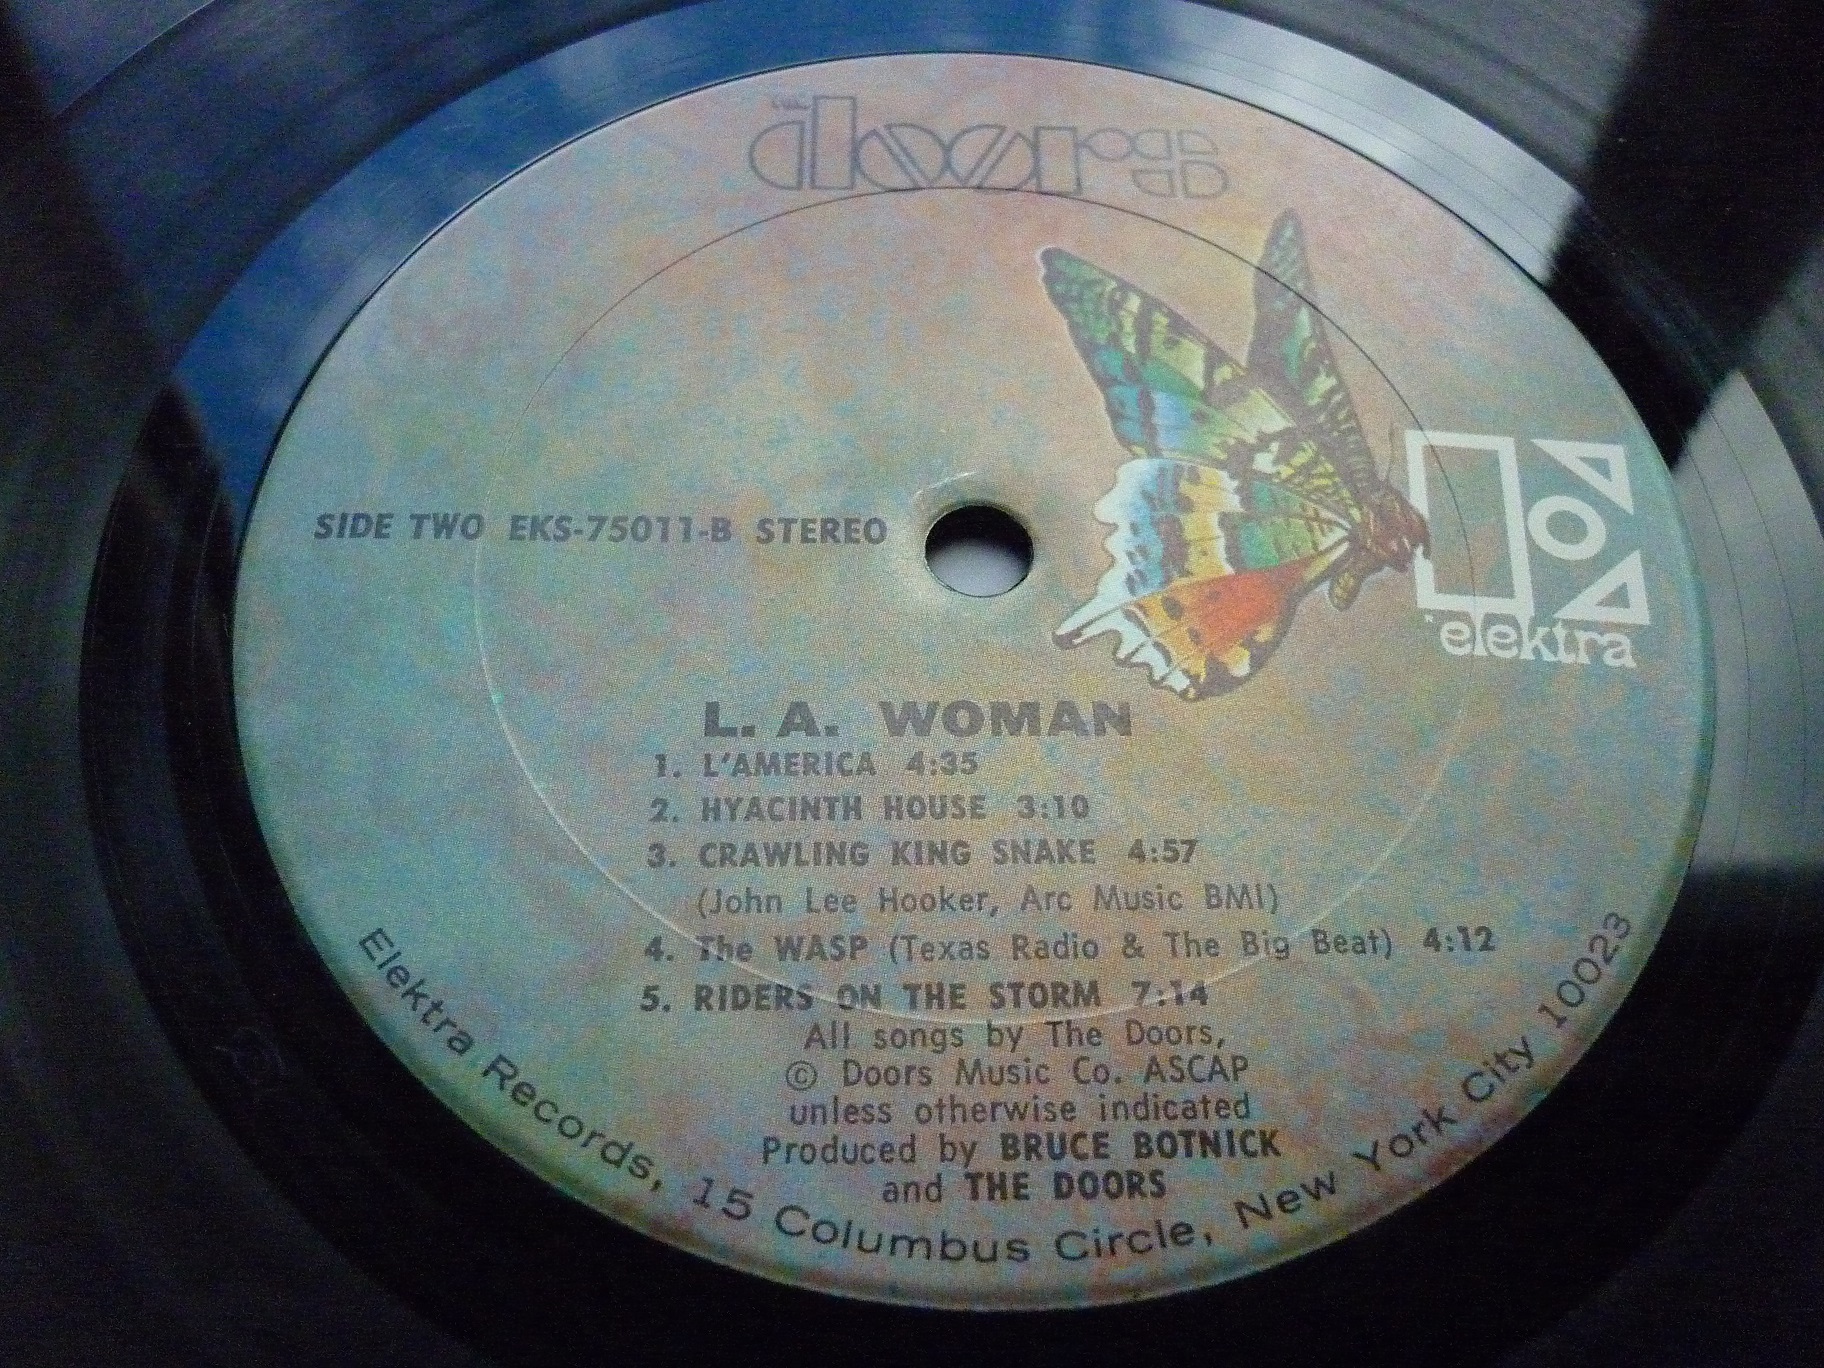 THE
doors
elektra
SIDE TWO EKS-75011-B STEREO
L. A. WOMAN
1. L'AMERICA 4:35
2. HYACINTH HOUSE 3:10
3. CRAWLING KING SNAKE 4:57
(John Lee Hooker, Arc Music BMI)
4. The WASP (Texas Radio & The Big Beat) 4:12
5. RIDERS ON THE STORM 7:14
All songs by The Doors,
© Doors Music Co. ASCAP
unless otherwise indicated
Produced by BRUCE BOTNICK
and THE DOORS
Elektra Records, 15 Columbus Circle, New York City 10023